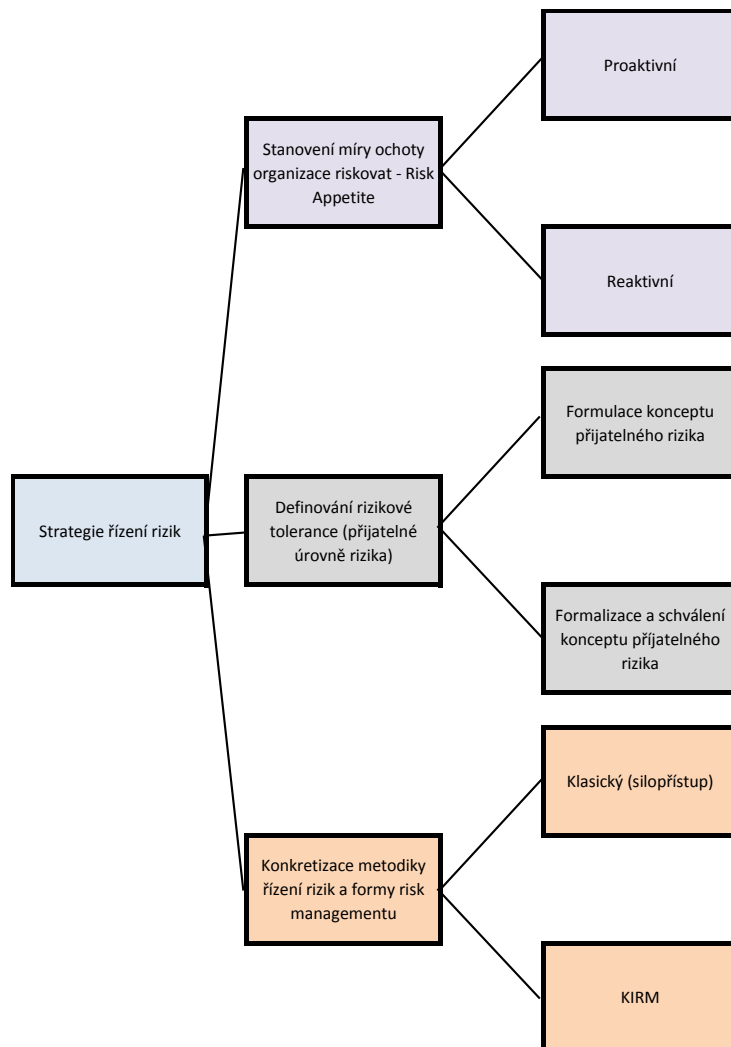 Proaktivní
Stanovení míry ochoty
organizace riskovat - Risk
Appetite
Reaktivní
Formulace konceptu
přijatelného rizika
Strategie řízení rizik
Definování rizikové
tolerance (přijatelné
úrovně rizika)
Formalizace a schválení
konceptu příjatelného
rizika
Klasický (silopřístup)
Konkretizace metodiky
řízení rizik a formy risk
managementu
KIRM